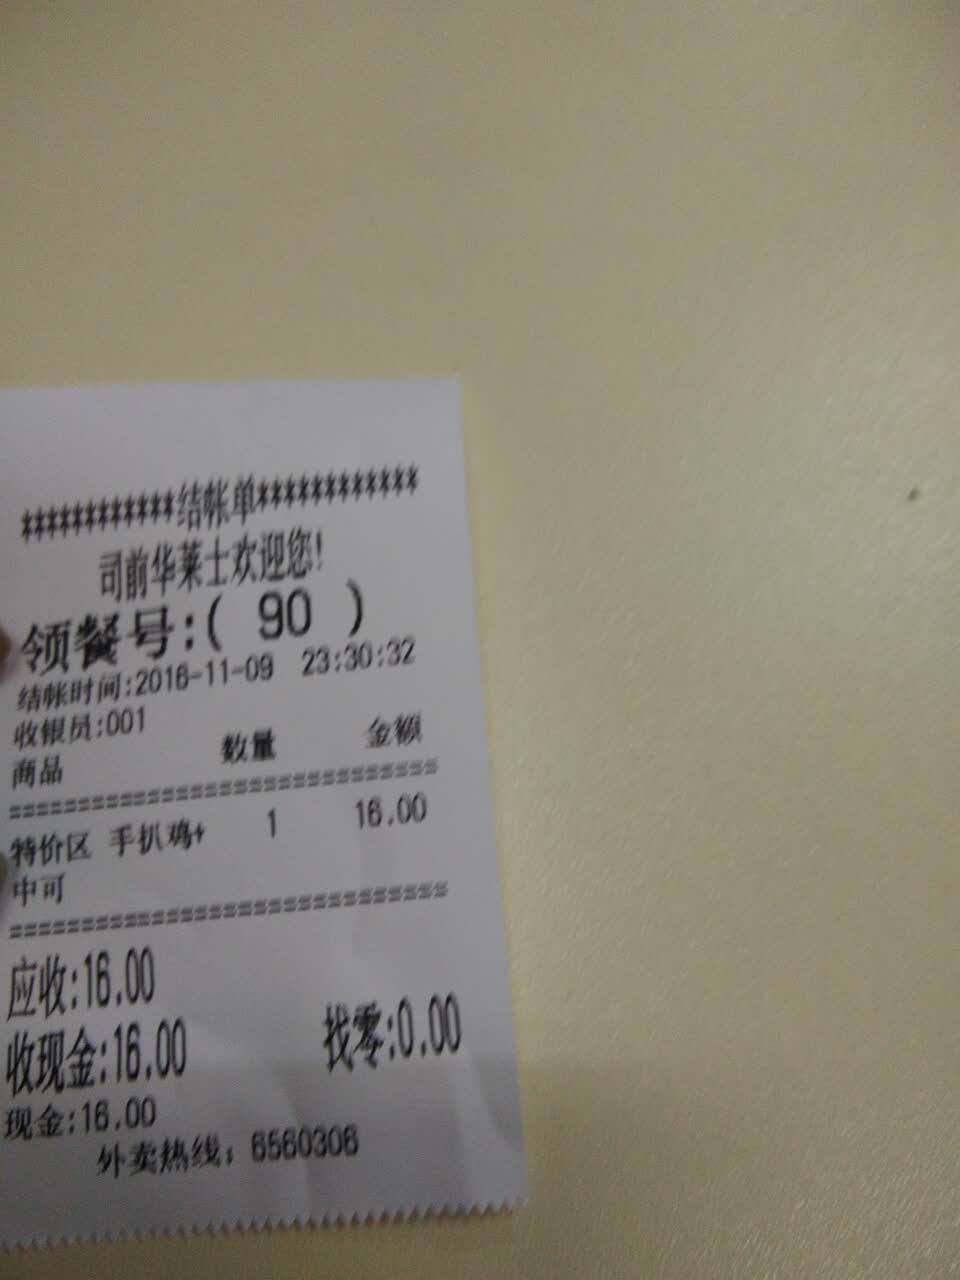 ************结帐单************
司前华莱士欢迎您!
领餐号:( 90 )
结帐时间:2016-11-09 23:30:32
收银员:001
商品 数量 金额
================================
特价区 手扒鸡+ 1 16.00
中可
================================
应收:16.00
收现金:16.00 找零:0.00
现金:16.00
外卖热线：6560306